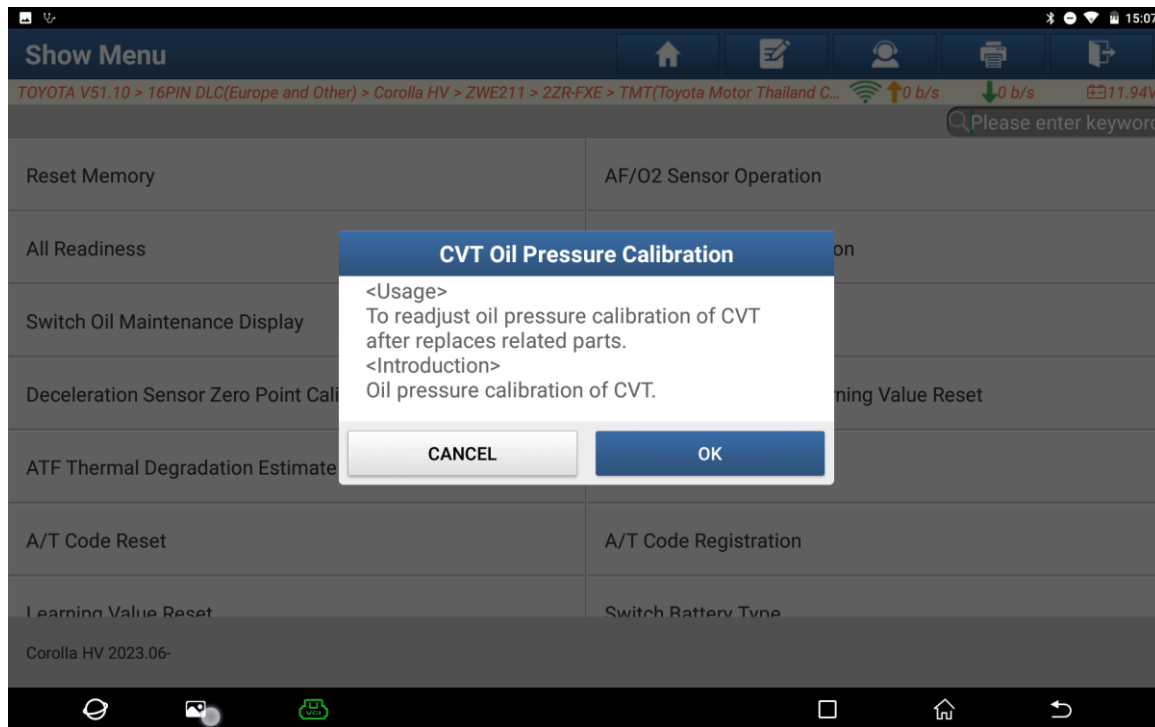 15:07
Show Menu
TOYOTA V51.10 > 16PIN DLC(Europe and Other) > Corolla HV > ZWE211 > 2ZR-FXE > TMT(Toyota Motor Thailand C... 0 b/s 0 b/s 11.94V
Please enter keyword
Reset Memory
AF/O2 Sensor Operation
All Readiness
on
Switch Oil Maintenance Display
Deceleration Sensor Zero Point Cali
rning Value Reset
ATF Thermal Degradation Estimate
A/T Code Reset
A/T Code Registration
Learning Value Reset
Switch Battery Type
CVT Oil Pressure Calibration
<Usage>
To readjust oil pressure calibration of CVT
after replaces related parts.
<Introduction>
Oil pressure calibration of CVT.
CANCEL
OK
Corolla HV 2023.06-
VCI